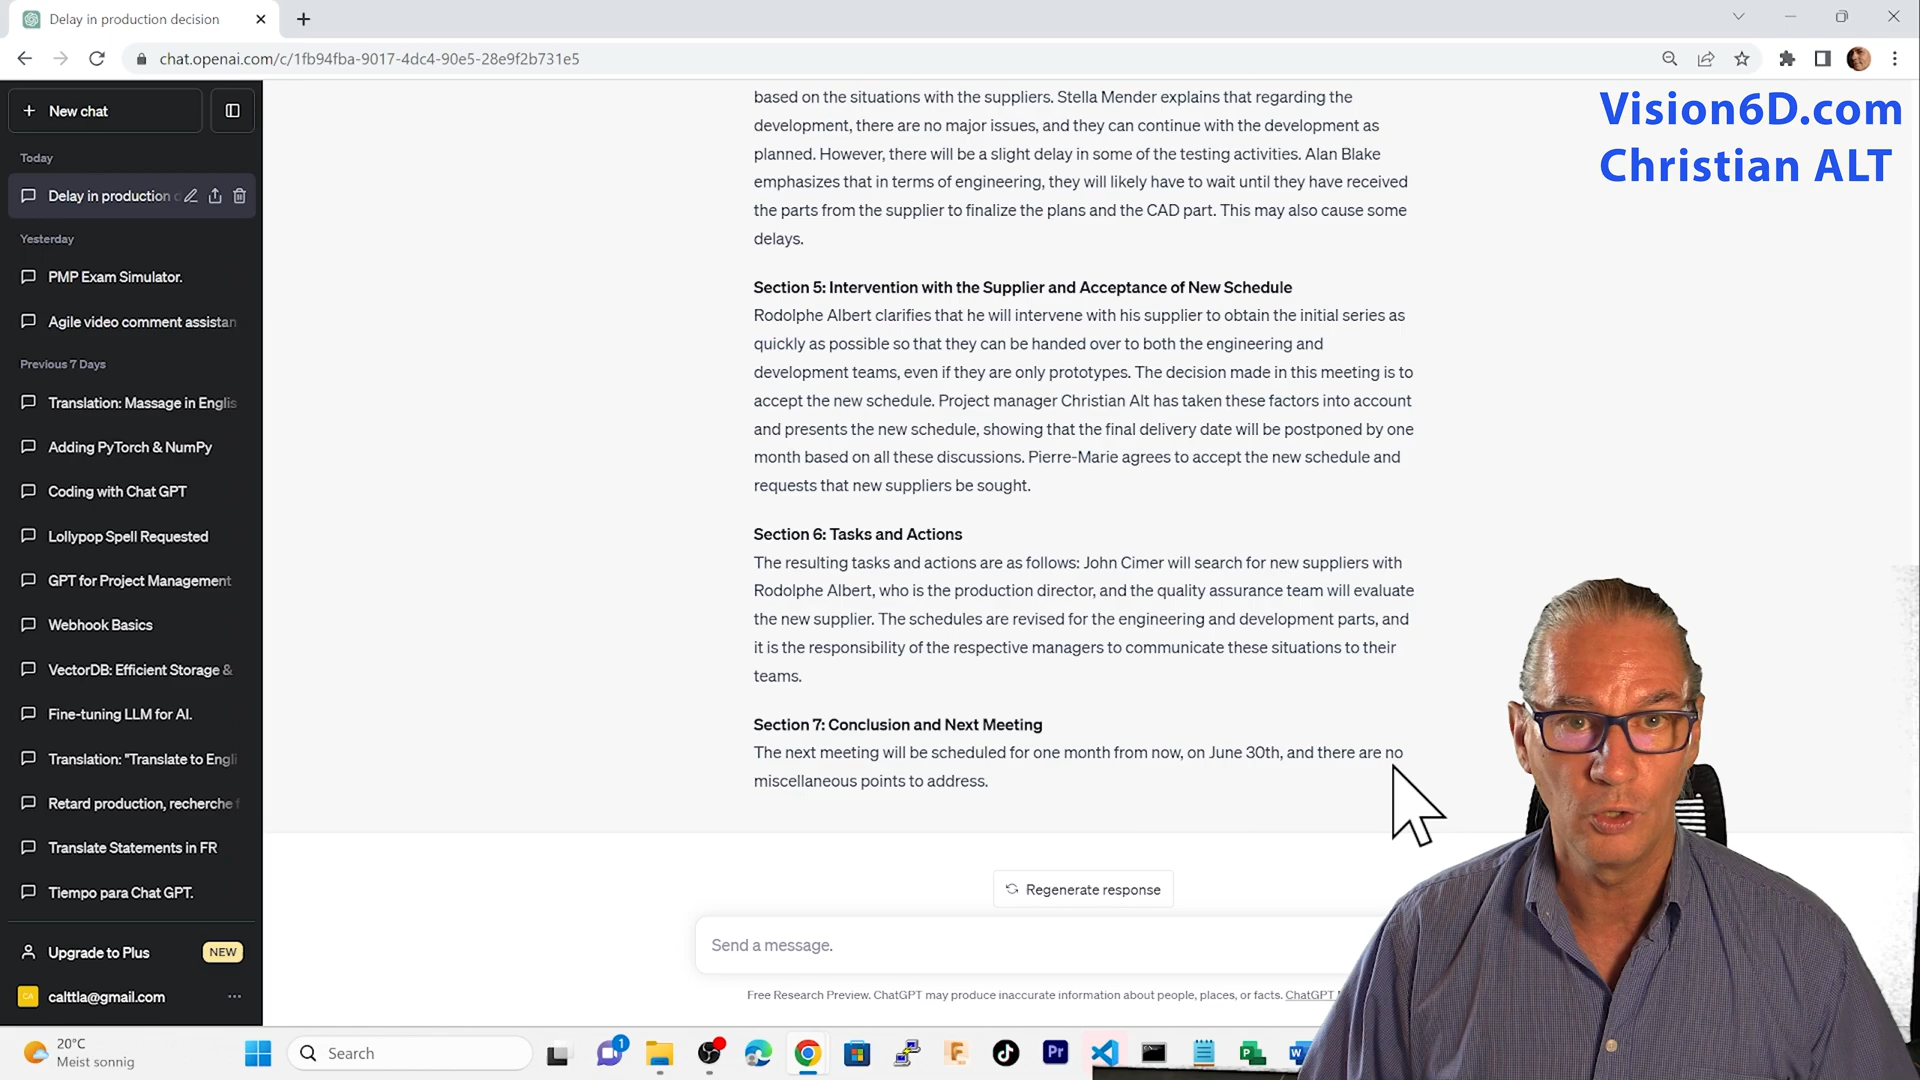 Delay in production decision
chat.openai.com/c/1fb94fba-9017-4dc4-90e5-28e9f2b731e5
Vision6D.com
Christian ALT
New chat
Today
Delay in production
Yesterday
PMP Exam Simulator.
Agile video comment assistan
Previous 7 Days
Translation: Massage in Englis
Adding PyTorch & NumPy
Coding with Chat GPT
Lollypop Spell Requested
GPT for Project Management
Webhook Basics
VectorDB: Efficient Storage &
Fine-tuning LLM for AI.
Translation: "Translate to Engli
Retard production, recherche f
Translate Statements in FR
Tiempo para Chat GPT.
Upgrade to Plus
NEW
CA
calttla@gmail.com
based on the situations with the suppliers. Stella Mender explains that regarding the
development, there are no major issues, and they can continue with the development as
planned. However, there will be a slight delay in some of the testing activities. Alan Blake
emphasizes that in terms of engineering, they will likely have to wait until they have received
the parts from the supplier to finalize the plans and the CAD part. This may also cause some
delays.
Section 5: Intervention with the Supplier and Acceptance of New Schedule
Rodolphe Albert clarifies that he will intervene with his supplier to obtain the initial series as
quickly as possible so that they can be handed over to both the engineering and
development teams, even if they are only prototypes. The decision made in this meeting is to
accept the new schedule. Project manager Christian Alt has taken these factors into account
and presents the new schedule, showing that the final delivery date will be postponed by one
month based on all these discussions. Pierre-Marie agrees to accept the new schedule and
requests that new suppliers be sought.
Section 6: Tasks and Actions
The resulting tasks and actions are as follows: John Cimer will search for new suppliers with
Rodolphe Albert, who is the production director, and the quality assurance team will evaluate
the new supplier. The schedules are revised for the engineering and development parts, and
it is the responsibility of the respective managers to communicate these situations to their
teams.
Section 7: Conclusion and Next Meeting
The next meeting will be scheduled for one month from now, on June 30th, and there are no
miscellaneous points to address.
Regenerate response
Send a message.
Free Research Preview. ChatGPT may produce inaccurate information about people, places, or facts. ChatGPT
20°C
Meist sonnig
Search
1
Pr